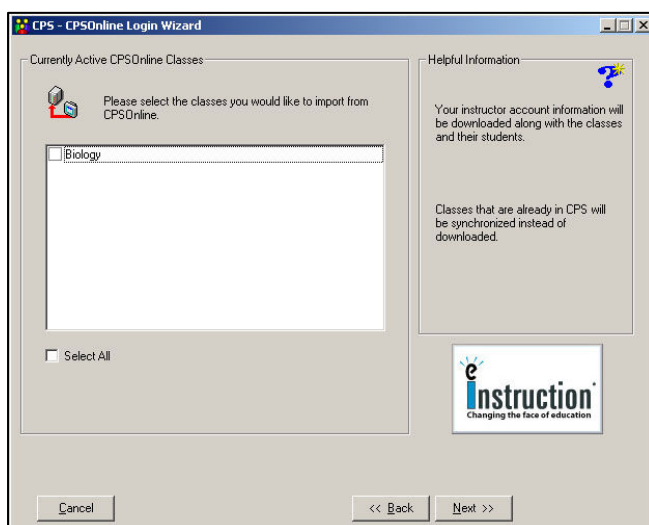 CPS - CPSOnline Login Wizard
Currently Active CPSOnline Classes
Please select the classes you would like to import from
CPSOnline.
Biology
Select All
Helpful Information
Your instructor account information will
be downloaded along with the classes
and their students.
Classes that are already in CPS will
be synchronized instead of
downloaded.
eInstruction
Changing the face of education
Cancel
<< Back
Next >>